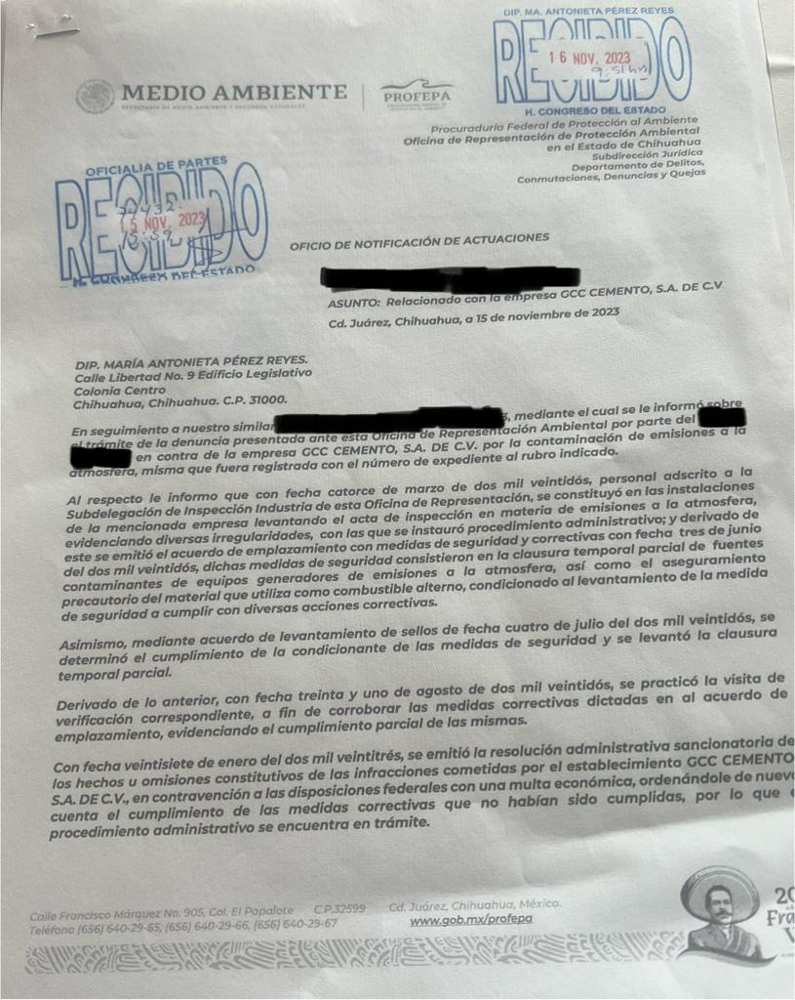 DIP. MA. ANTONIETA PÉREZ REYES
RECIBIDO
16 NOV. 2023
9:51hs
H. CONGRESO DEL ESTADO
MEDIO AMBIENTE
PROFEPA
Procuraduría Federal de Protección al Ambiente
Oficina de Representación de Protección Ambiental
en el Estado de Chihuahua
Subdirección Jurídica
Departamento de Delitos,
Conmutaciones, Denuncias y Quejas
OFICIALIA DE PARTES
RECIBIDO
15 NOV. 2023
15:59
H. CONGRESO DEL ESTADO
OFICIO DE NOTIFICACIÓN DE ACTUACIONES
ASUNTO: Relacionado con la empresa GCC CEMENTO, S.A. DE C.V
Cd. Juárez, Chihuahua, a 15 de noviembre de 2023
DIP. MARÍA ANTONIETA PÉREZ REYES.
Calle Libertad No. 9 Edificio Legislativo
Colonia Centro
Chihuahua, Chihuahua. C.P. 31000.
En seguimiento a nuestro similar , mediante el cual se le informó sobre
el trámite de la denuncia presentada ante esta Oficina de Representación Ambiental por parte del
en contra de la empresa GCC CEMENTO, S.A. DE C.V. por la contaminación de emisiones a la
atmosfera, misma que fuera registrada con el número de expediente al rubro indicado.
Al respecto le informo que con fecha catorce de marzo de dos mil veintidós, personal adscrito a la
Subdelegación de Inspección Industria de esta Oficina de Representación, se constituyó en las instalaciones
de la mencionada empresa levantando el acta de inspección en materia de emisiones a la atmosfera,
evidenciando diversas irregularidades, con las que se instauró procedimiento administrativo; y derivado de
este se emitió el acuerdo de emplazamiento con medidas de seguridad y correctivas con fecha tres de junio
del dos mil veintidós, dichas medidas de seguridad consistieron en la clausura temporal parcial de fuentes
contaminantes de equipos generadores de emisiones a la atmosfera, así como el aseguramiento
precautorio del material que utiliza como combustible alterno, condicionado al levantamiento de la medida
de seguridad a cumplir con diversas acciones correctivas.
Asimismo, mediante acuerdo de levantamiento de sellos de fecha cuatro de julio del dos mil veintidós, se
determinó el cumplimiento de la condicionante de las medidas de seguridad y se levantó la clausura
temporal parcial.
Derivado de lo anterior, con fecha treinta y uno de agosto de dos mil veintidós, se practicó la visita de
verificación correspondiente, a fin de corroborar las medidas correctivas dictadas en al acuerdo de
emplazamiento, evidenciando el cumplimiento parcial de las mismas.
Con fecha veintisiete de enero del dos mil veintitrés, se emitió la resolución administrativa sancionatoria de
los hechos u omisiones constitutivos de las infracciones cometidas por el establecimiento GCC CEMENTO
S.A. DE C.V., en contravención a las disposiciones federales con una multa económica, ordenándole de nuev
cuenta el cumplimiento de las medidas correctivas que no habían sido cumplidas, por lo que e
procedimiento administrativo se encuentra en trámite.
Calle Francisco Márquez No. 905, Col. El Papalote C.P.32599 Cd. Juárez, Chihuahua, México.
Teléfono (656) 640-29-65, (656) 640-29-66, (656) 640-29-67 www.gob.mx/profepa
20
Fra
V